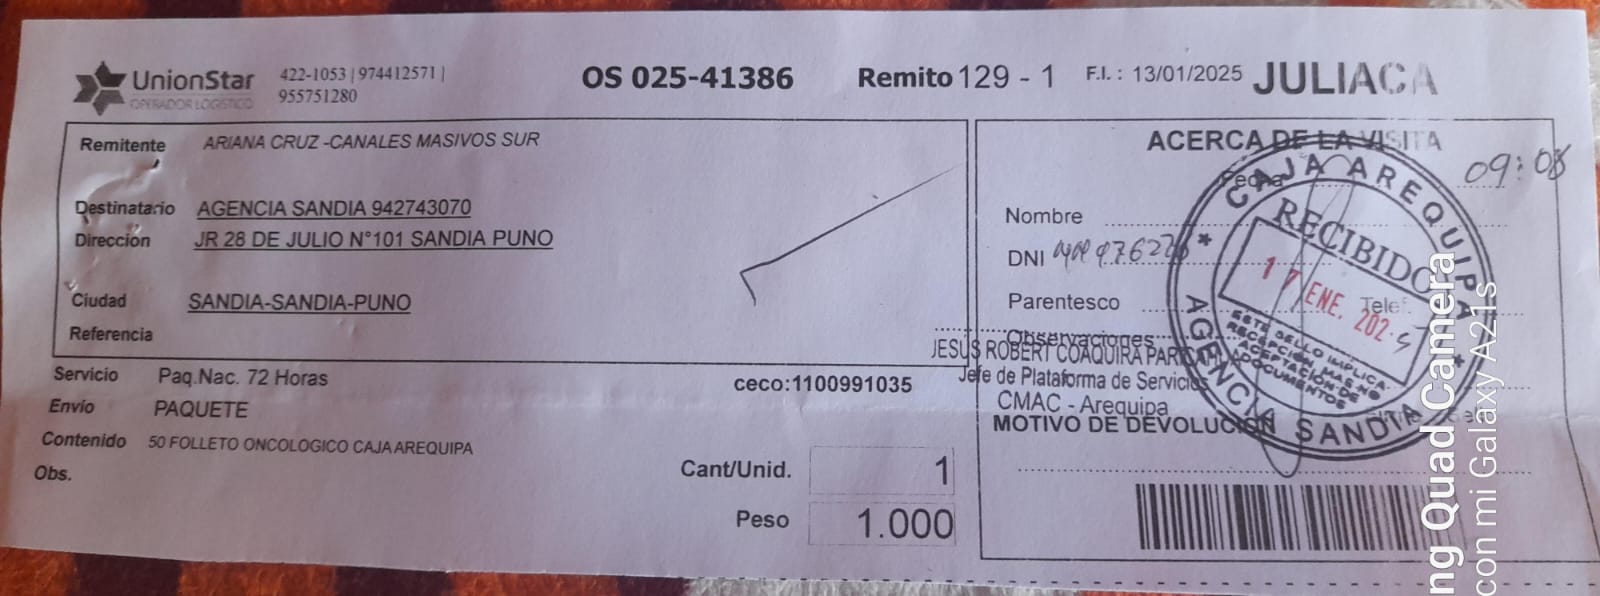 UnionStar
OPERADOR LOGISTICO
422-1053 | 974412571 |
955751280
OS 025-41386
Remito 129 - 1
F.I. : 13/01/2025
JULIACA
Remitente ARIANA CRUZ -CANALES MASIVOS SUR
Destinatario AGENCIA SANDIA 942743070
Dirección JR 28 DE JULIO N°101 SANDIA PUNO
Ciudad SANDIA-SANDIA-PUNO
Referencia
Servicio Paq.Nac. 72 Horas
Envío PAQUETE
Contenido 50 FOLLETO ONCOLOGICO CAJA AREQUIPA
Obs.
ceco:1100991035
Cant/Unid. 1
Peso 1.000
ACERCA DE LA VISITA
Fecha
09:08
Nombre
DNI
Parentesco
Telef
Observaciones
JESUS ROBERT COAQUIRA
Jefe de Plataforma de Servicios
CMAC - Arequipa
MOTIVO DE DEVOLUCIÓN
CAJA AREQUIPA
RECIBIDO
17 ENE. 202
ESTE SELLO IMPLICA
RECEPCIÓN MAS NO
ACEPTACIÓN DE
DOCUMENTOS
AGENCIA SANDIA
ng Quad Camera
con mi Galaxy A21s